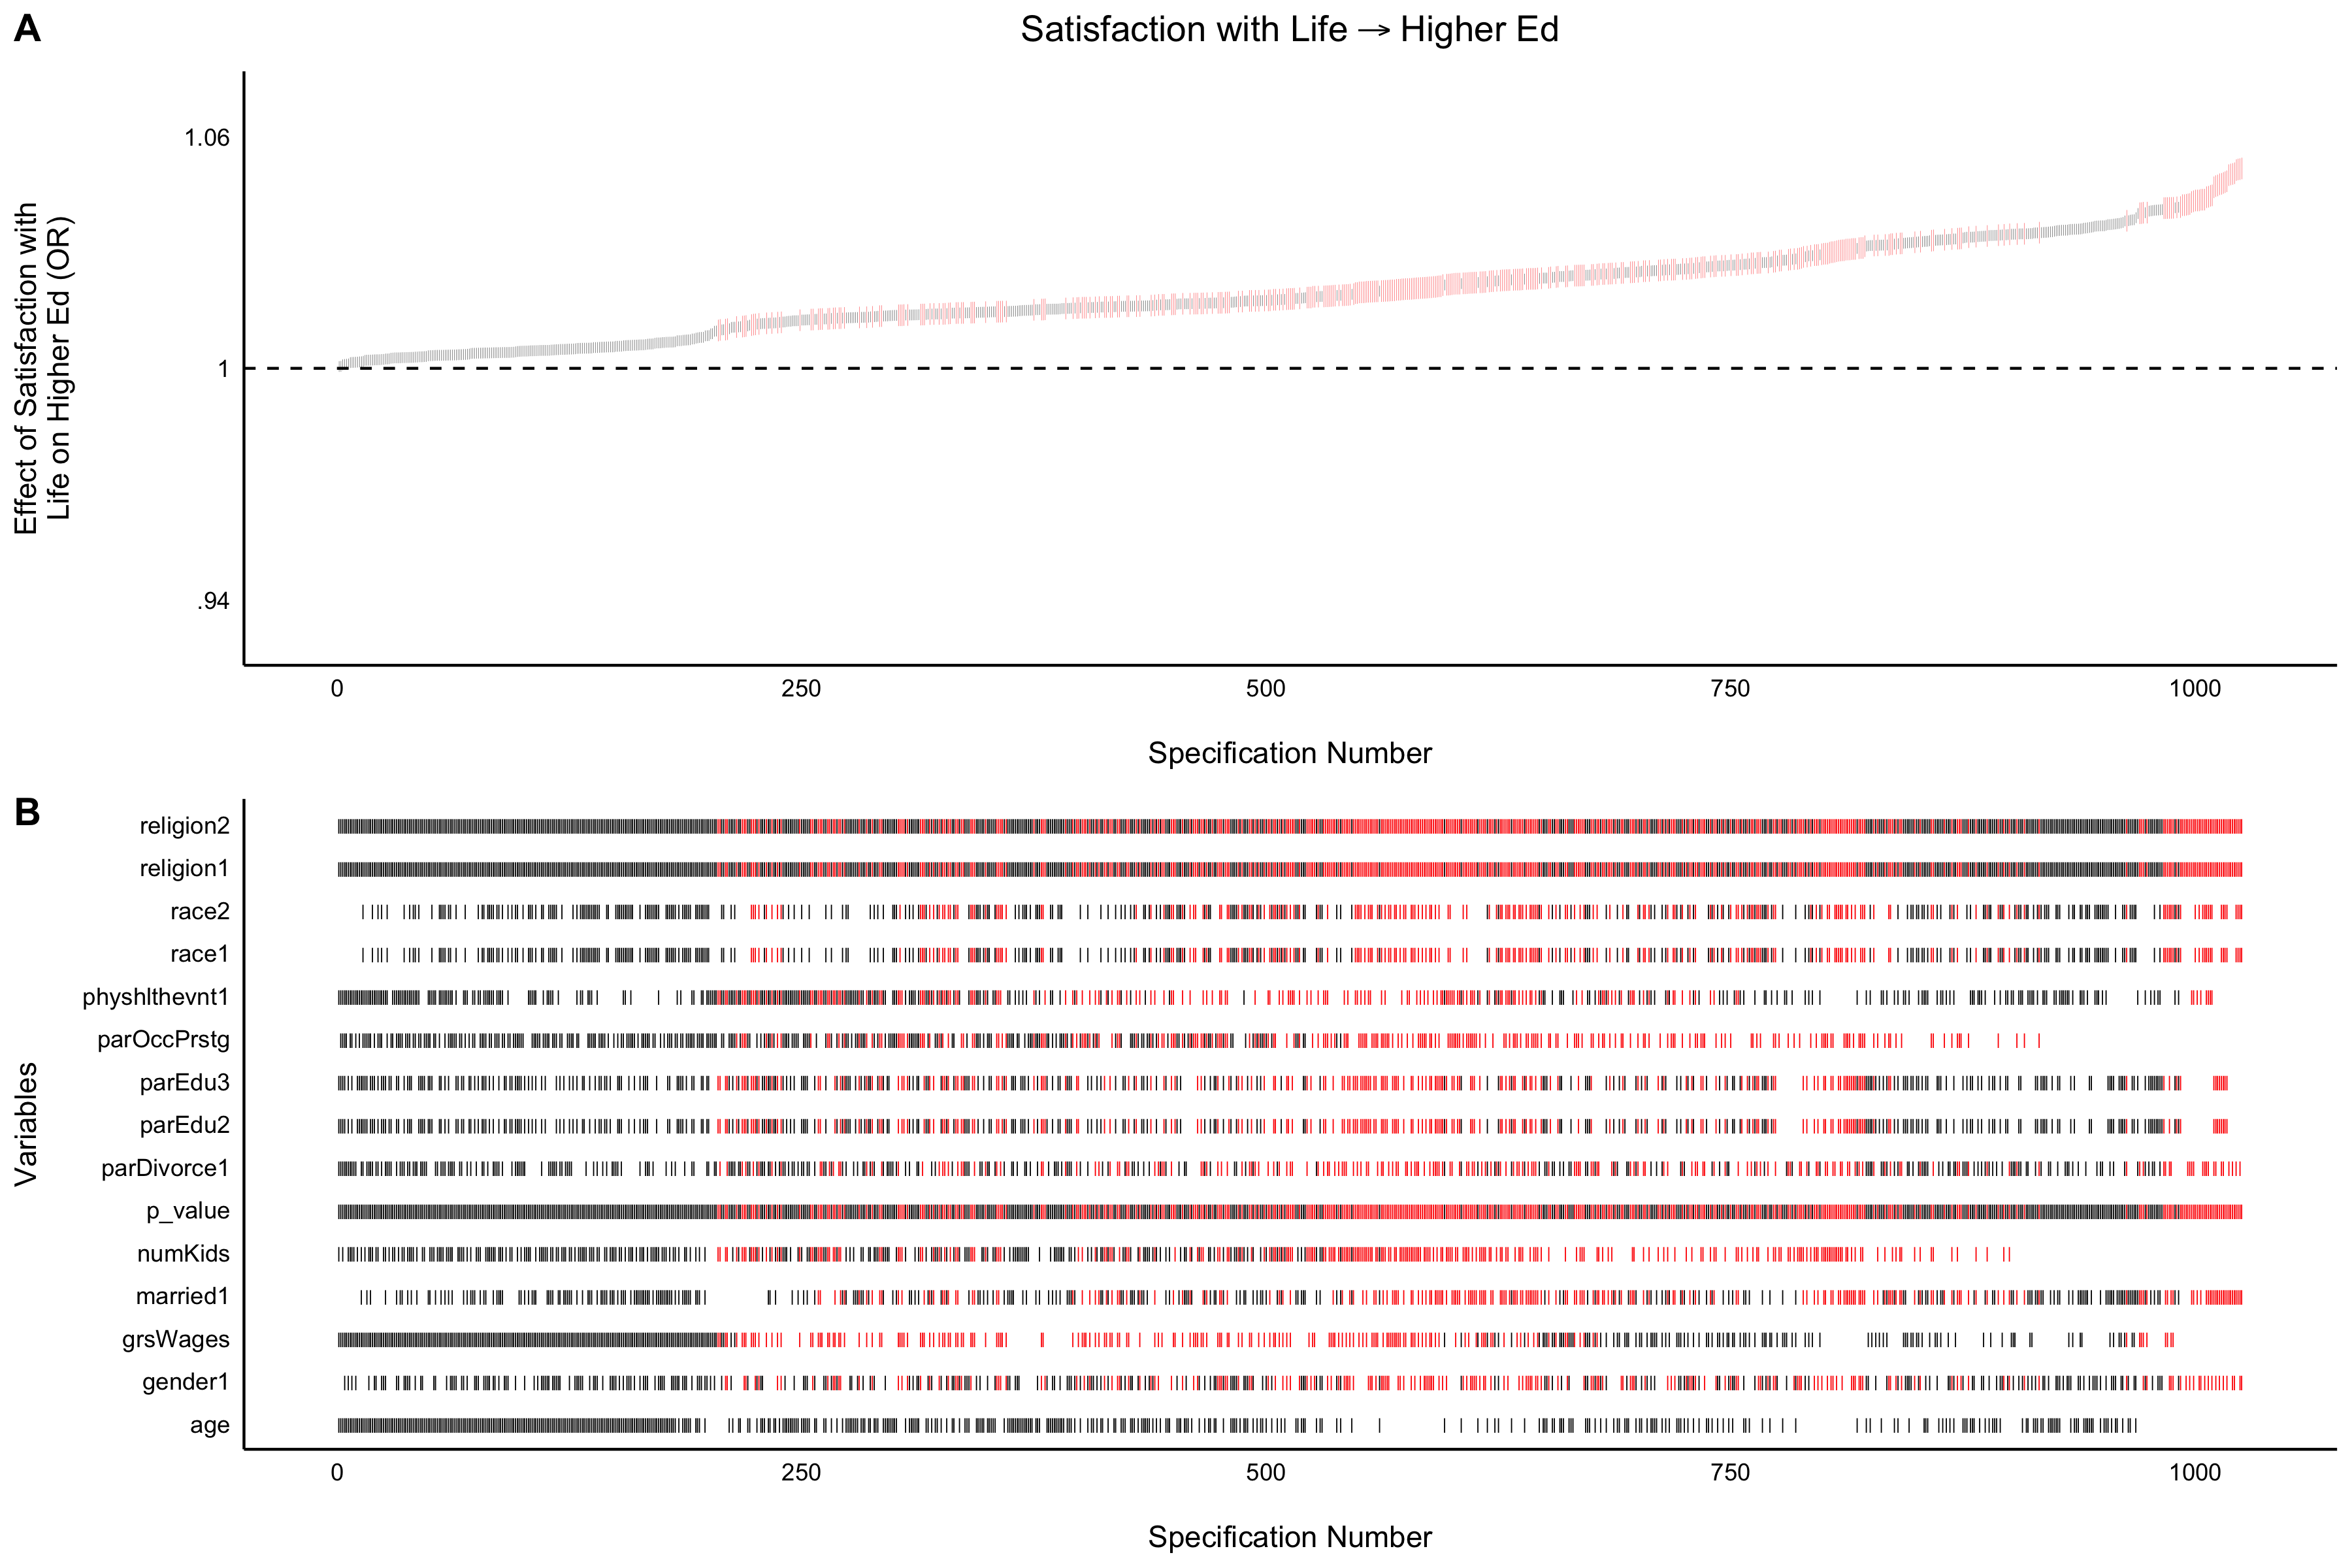 A
Satisfaction with Life → Higher Ed
Effect of Satisfaction with
Life on Higher Ed (OR)
1.06
1
.94
0 250 500 750 1000
Specification Number
B
Variables
religion2
religion1
race2
race1
physhlthevnt1
parOccPrstg
parEdu3
parEdu2
parDivorce1
p_value
numKids
married1
grsWages
gender1
age
0 250 500 750 1000
Specification Number